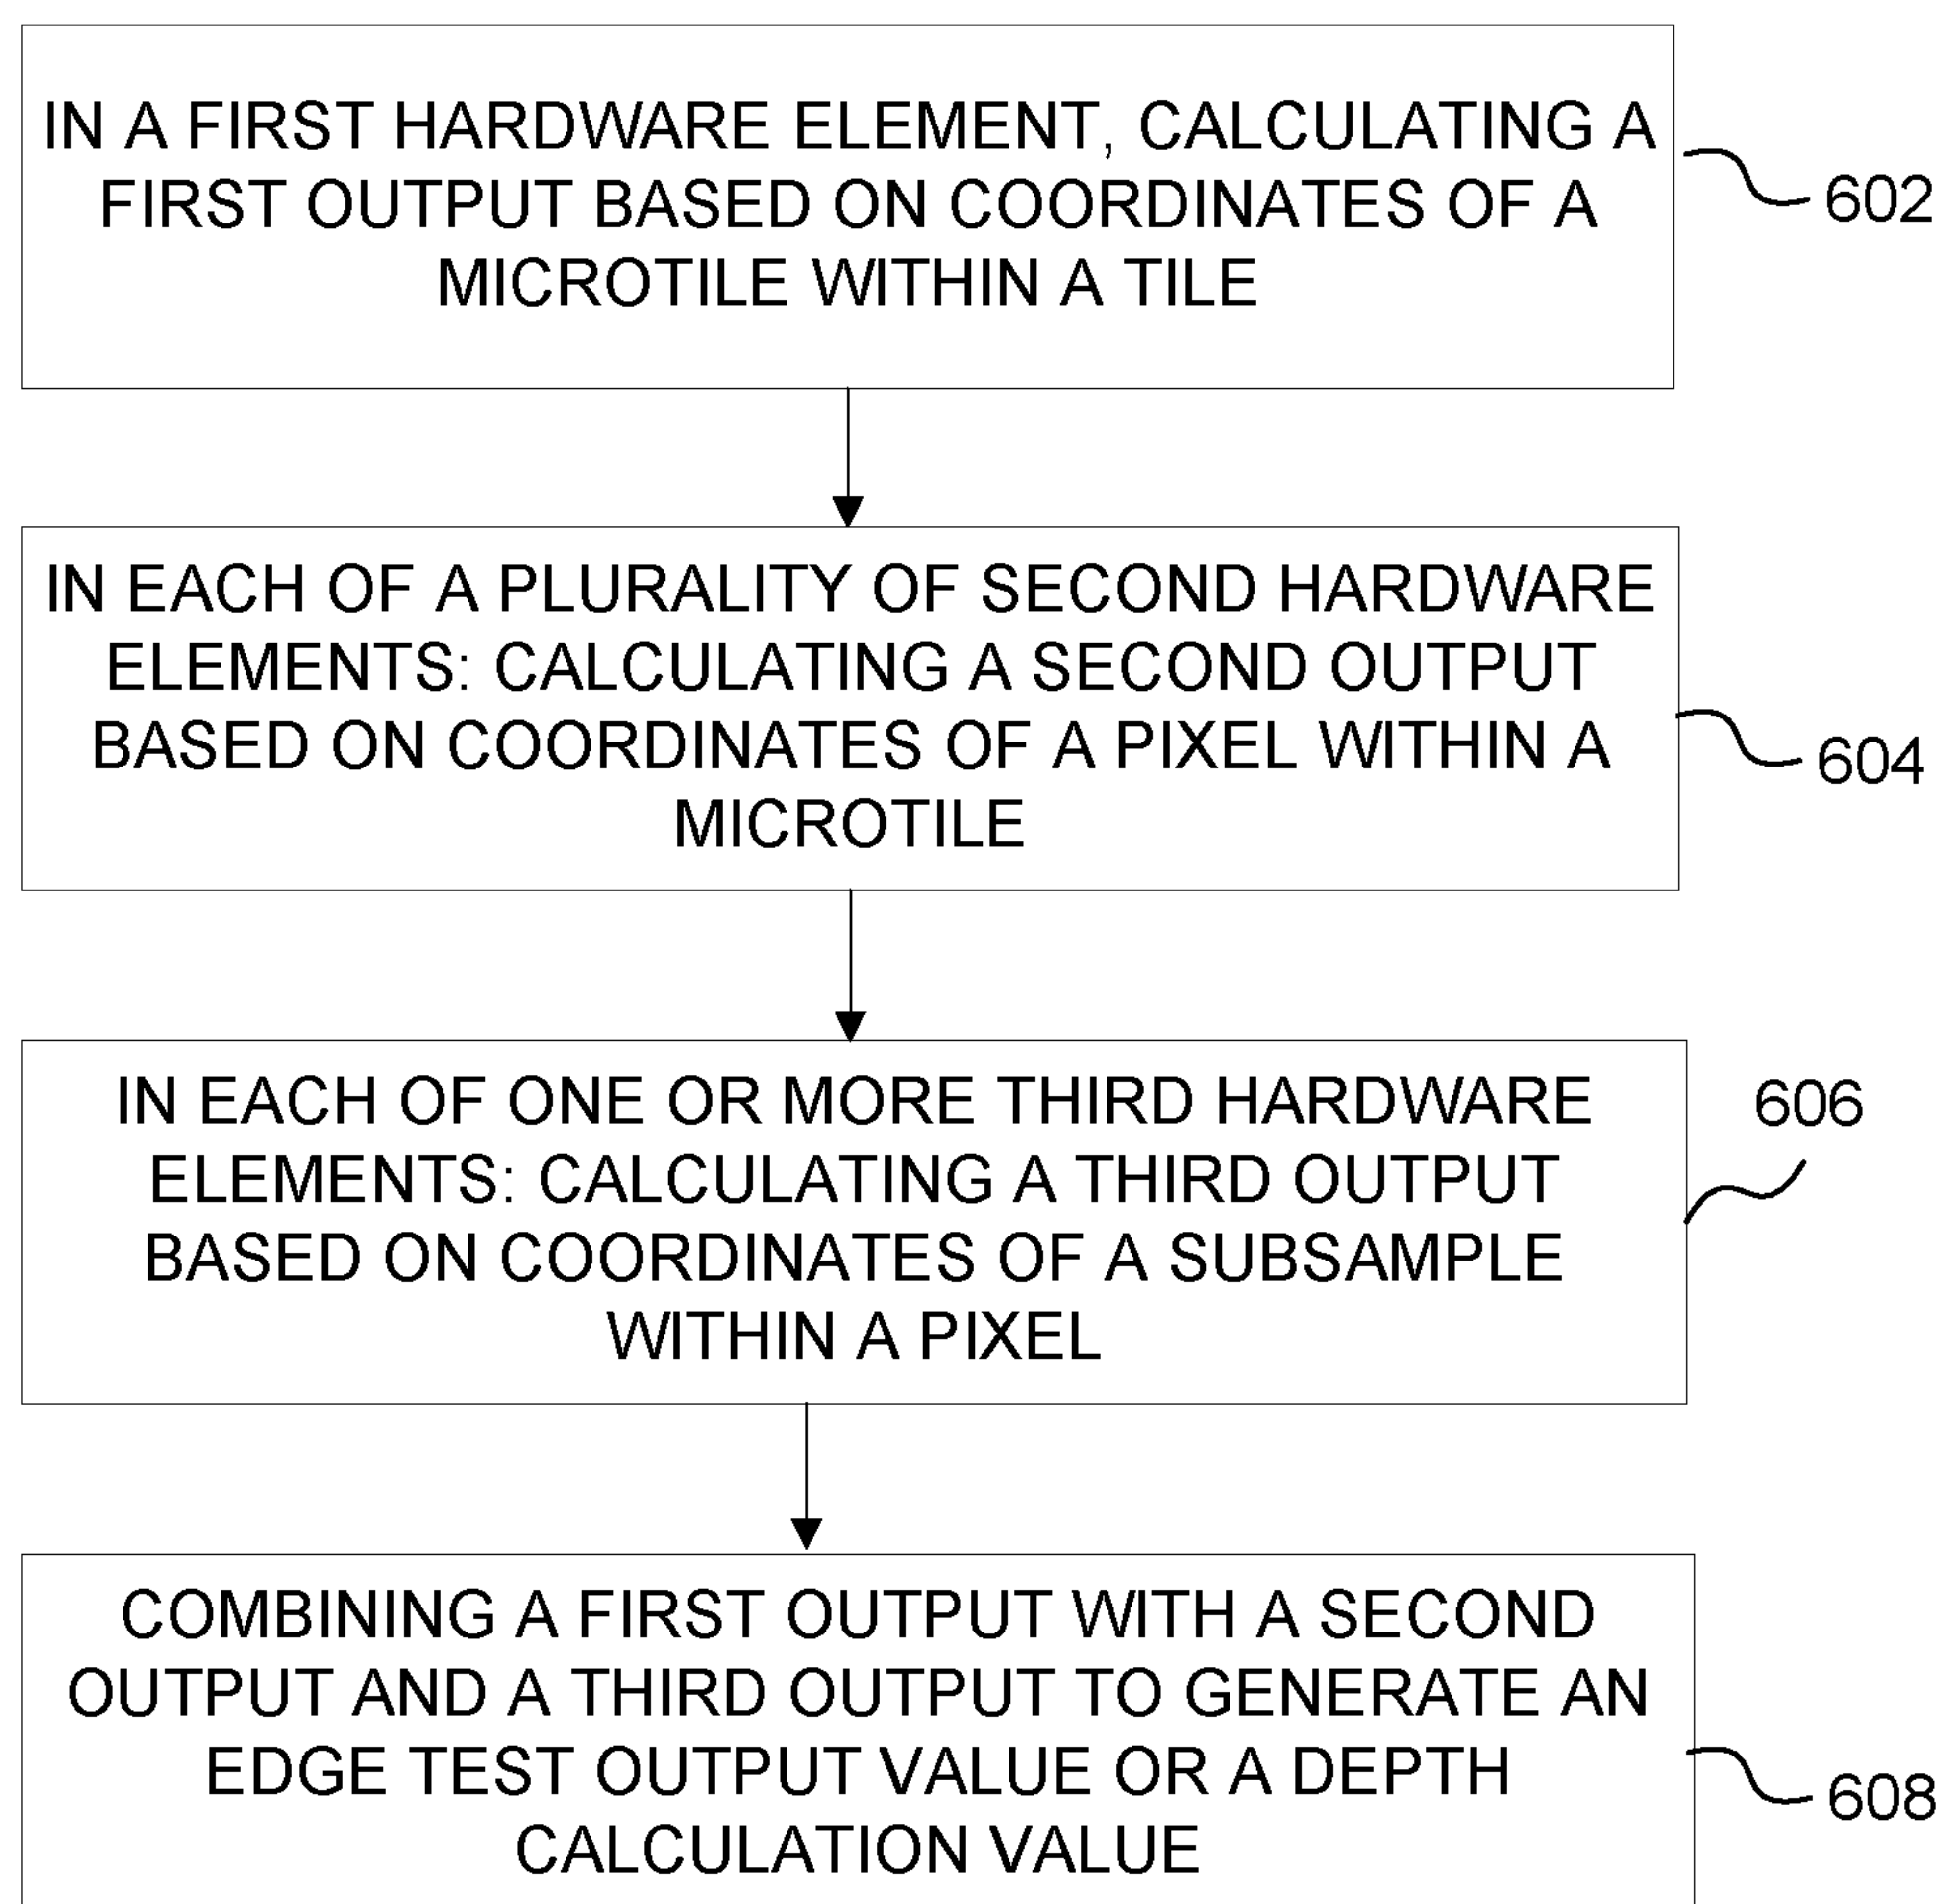 IN A FIRST HARDWARE ELEMENT, CALCULATING A
FIRST OUTPUT BASED ON COORDINATES OF A
MICROTILE WITHIN A TILE
602
IN EACH OF A PLURALITY OF SECOND HARDWARE
ELEMENTS: CALCULATING A SECOND OUTPUT
BASED ON COORDINATES OF A PIXEL WITHIN A
MICROTILE
604
IN EACH OF ONE OR MORE THIRD HARDWARE
ELEMENTS: CALCULATING A THIRD OUTPUT
BASED ON COORDINATES OF A SUBSAMPLE
WITHIN A PIXEL
606
COMBINING A FIRST OUTPUT WITH A SECOND
OUTPUT AND A THIRD OUTPUT TO GENERATE AN
EDGE TEST OUTPUT VALUE OR A DEPTH
CALCULATION VALUE
608